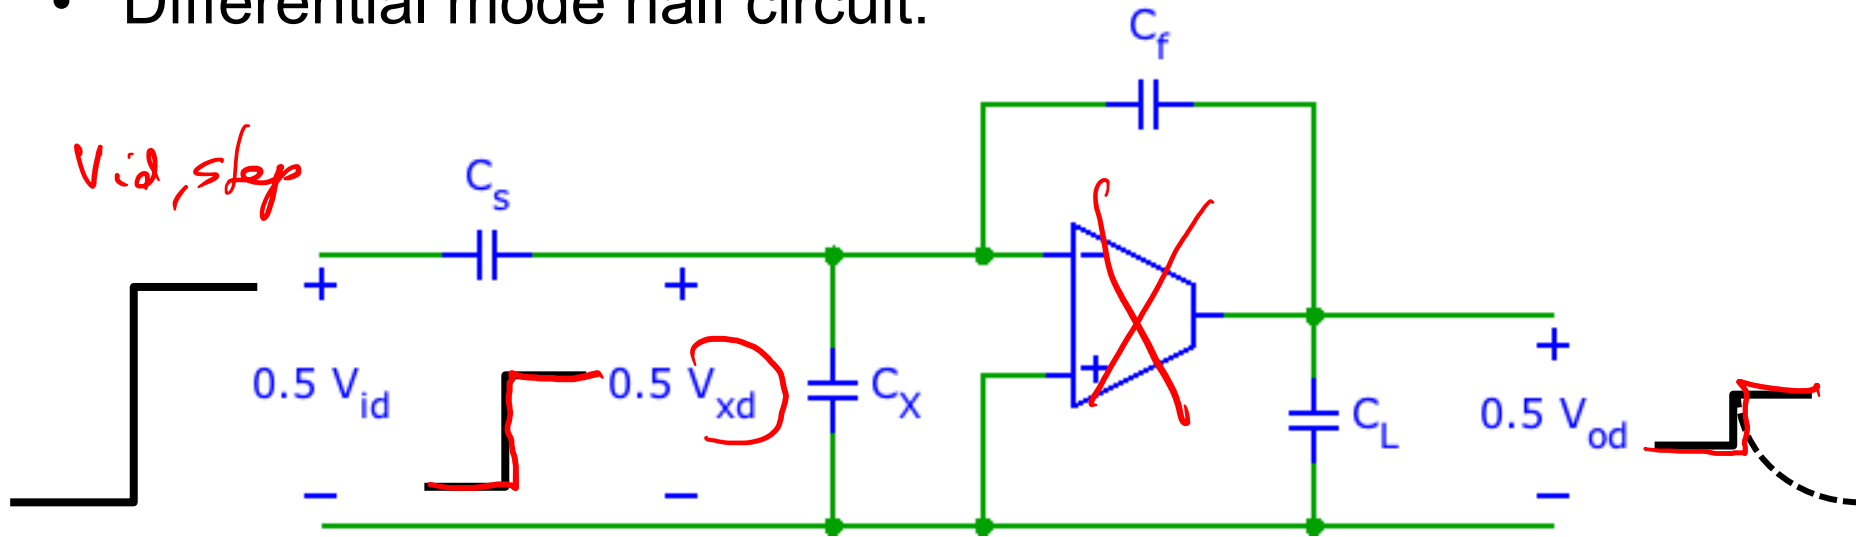 • Differential mode half circuit:
Cf
Vid,step
Cs
+
+
−
+
+
0.5 Vid
0.5 Vxd
CX
CL
0.5 Vod
−
−
−